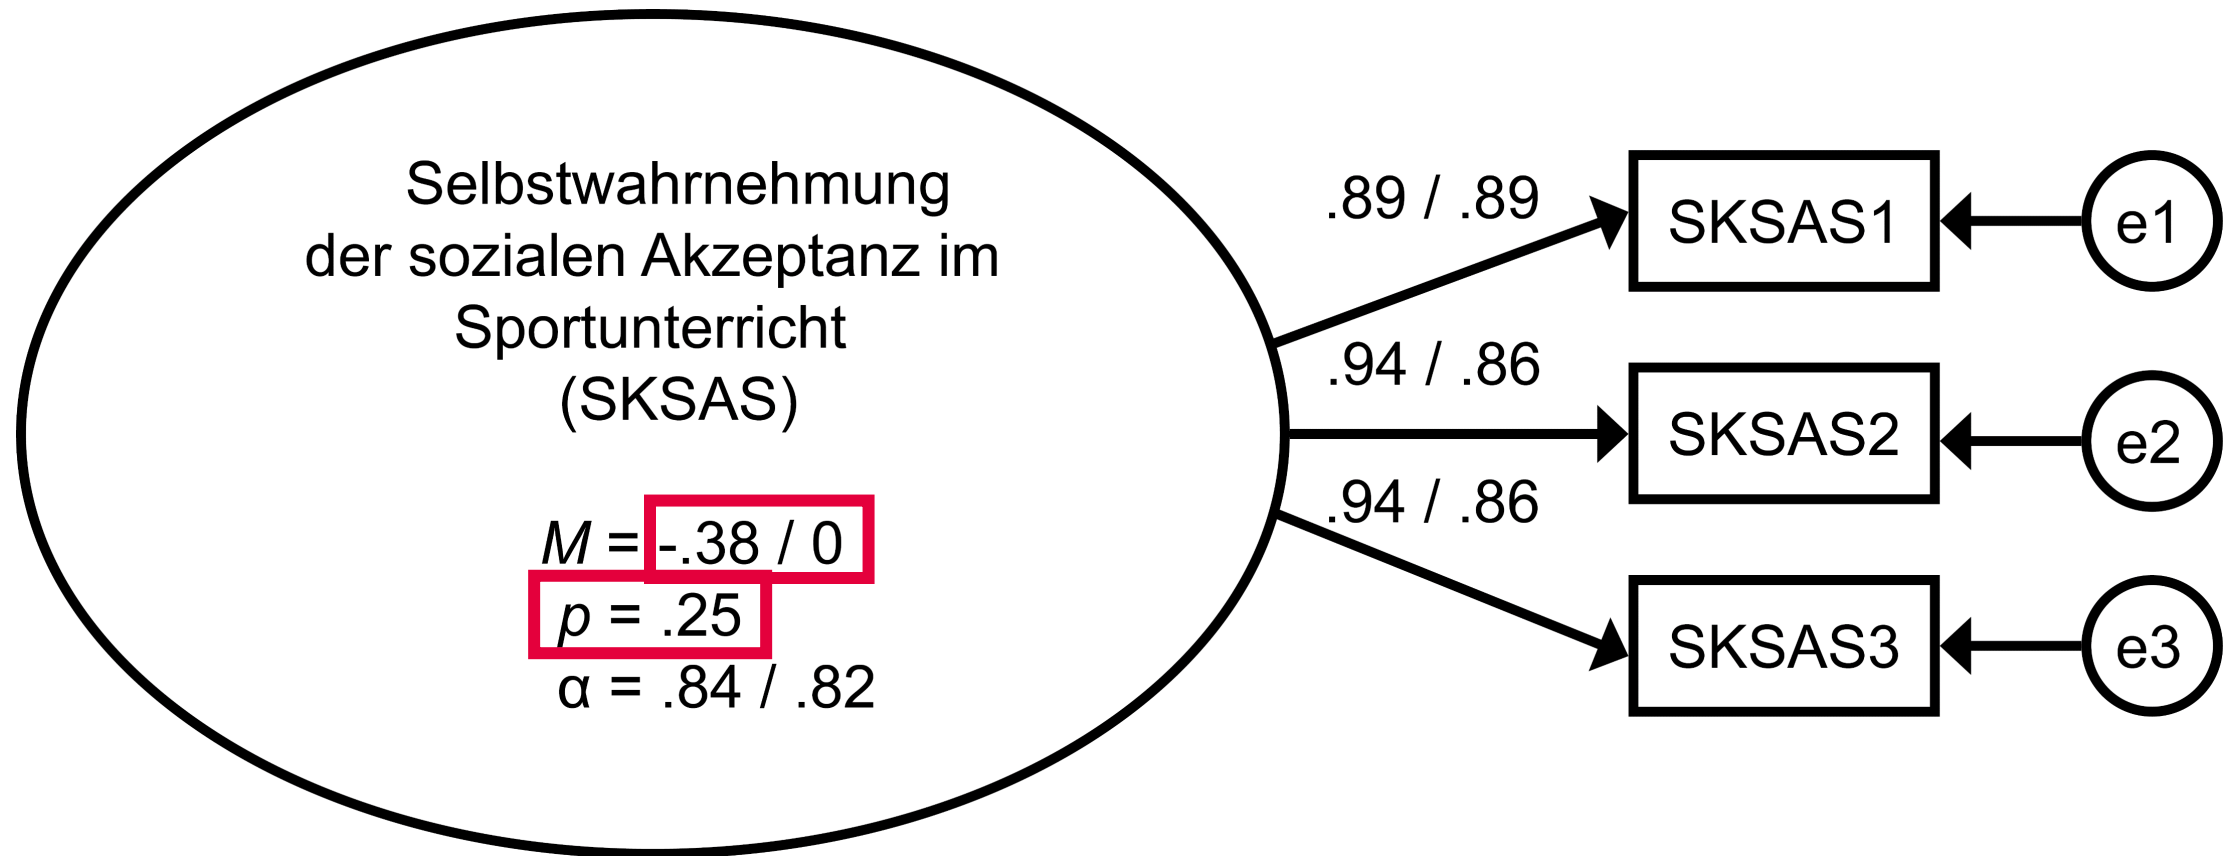 Selbstwahrnehmung
der sozialen Akzeptanz im
Sportunterricht
(SKSAS)
M = -.38 / 0
p = .25
α = .84 / .82
.89 / .89
SKSAS1
e1
.94 / .86
SKSAS2
e2
.94 / .86
SKSAS3
e3